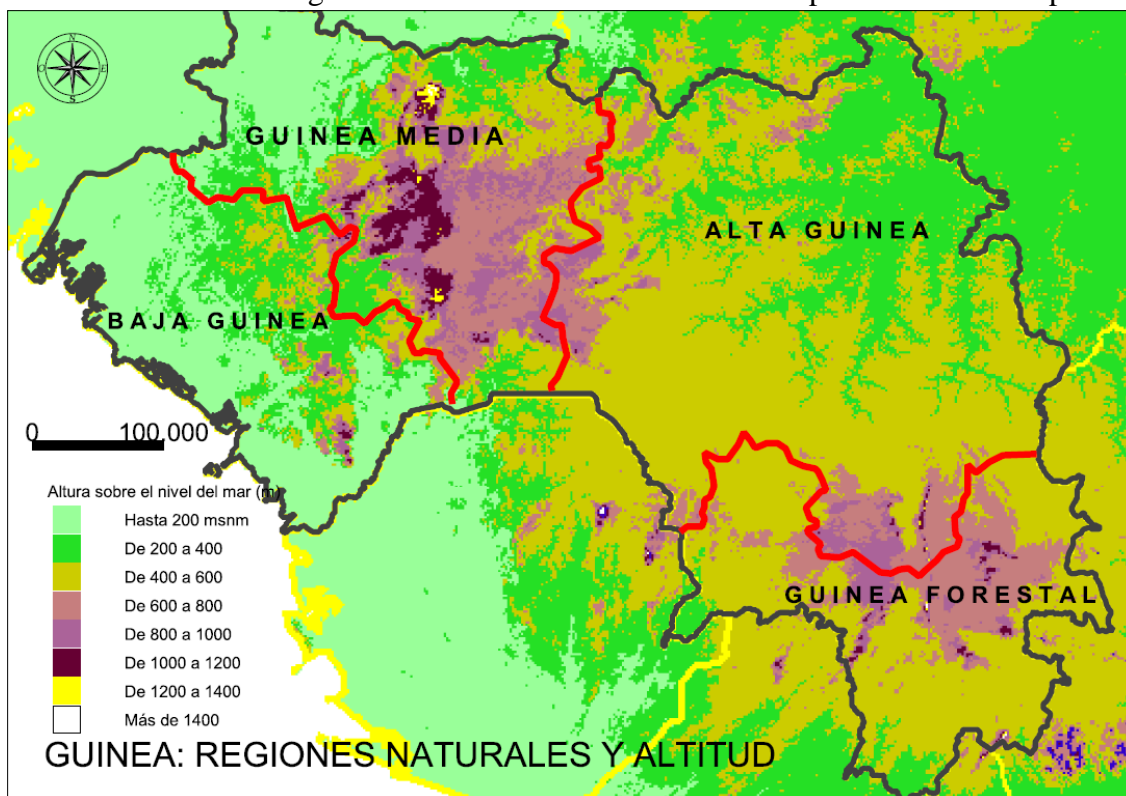 N
O E
S
GUINEA MEDIA
ALTA GUINEA
BAJA GUINEA
0 100,000
GUINEA FORESTAL
Altura sobre el nivel del mar (m)
Hasta 200 msnm
De 200 a 400
De 400 a 600
De 600 a 800
De 800 a 1000
De 1000 a 1200
De 1200 a 1400
Más de 1400
GUINEA: REGIONES NATURALES Y ALTITUD